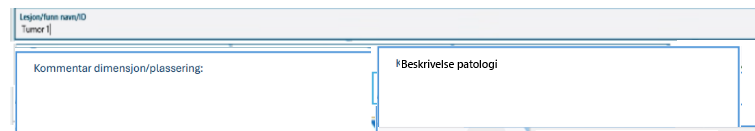 Lesjon/funn navn/ID
Tumor 1
Kommentar dimensjon/plassering:
Beskrivelse patologi